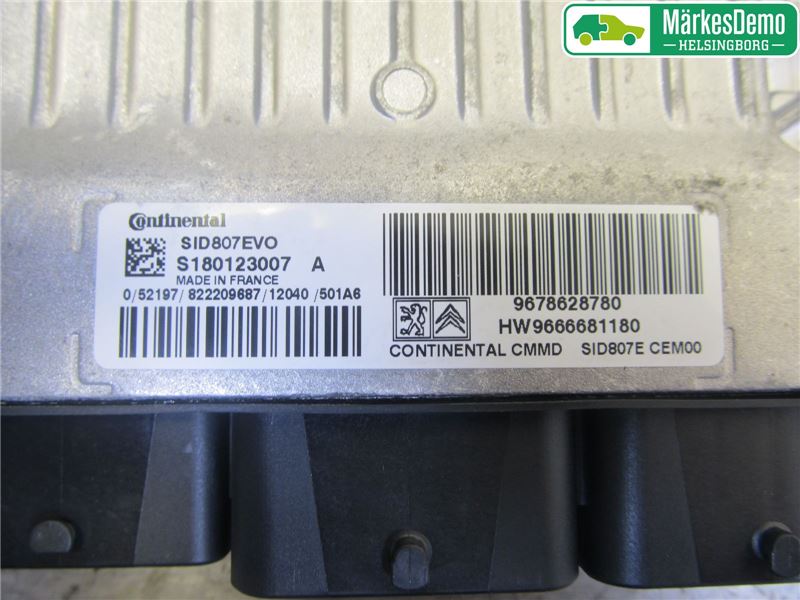 MärkesDemo
HELSINGBORG
Continental
SID807EVO
S180123007 A
MADE IN FRANCE
0/52197/822209687/12040/501A6
9678628780
HW9666681180
CONTINENTAL CMMD SID807E CEM00